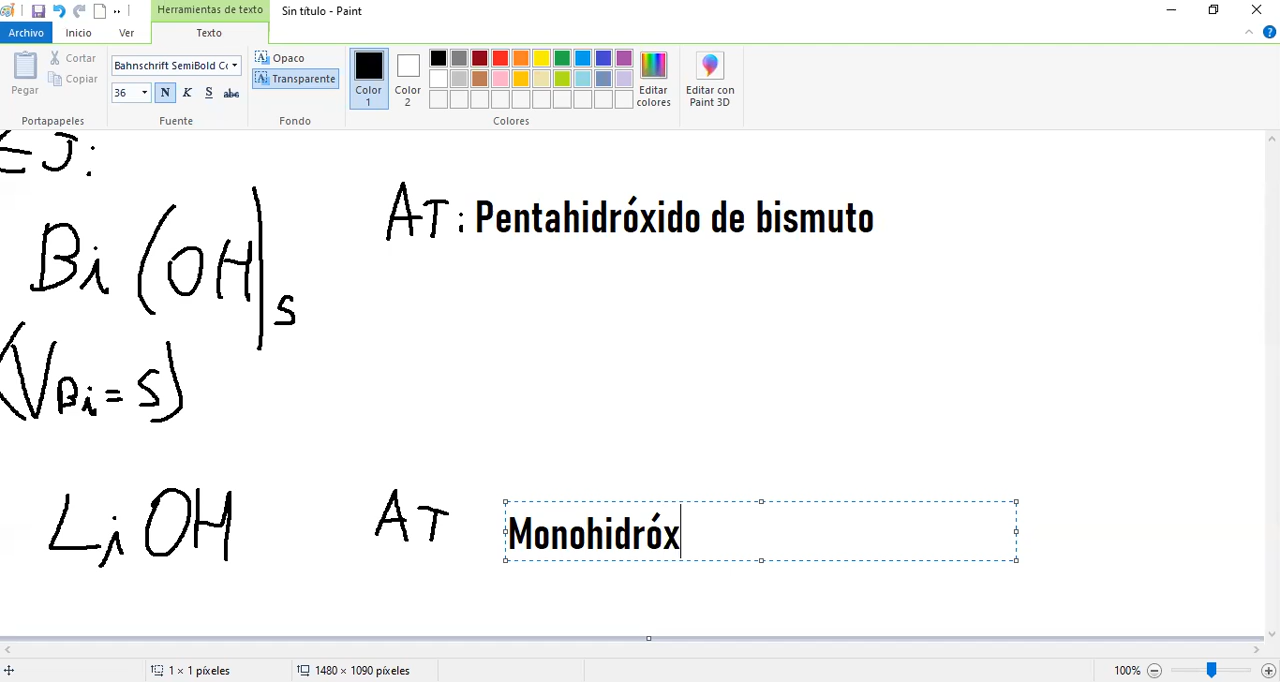 Herramientas de texto
Sin título - Paint
Archivo Inicio Ver Texto
Pegar
Cortar
Copiar
Portapapeles
Bahnschrift SemiBold Co
36 N K S abc
Fuente
Opaco
Transparente
Fondo
Color 1
Color 2
Editar colores
Editar con Paint 3D
Colores
EJ:
Bi (OH)5
AT: Pentahidróxido de bismuto
(VBi = 5)
LiOH AT Monohidróx
1 × 1 píxeles
1480 × 1090 píxeles
100%